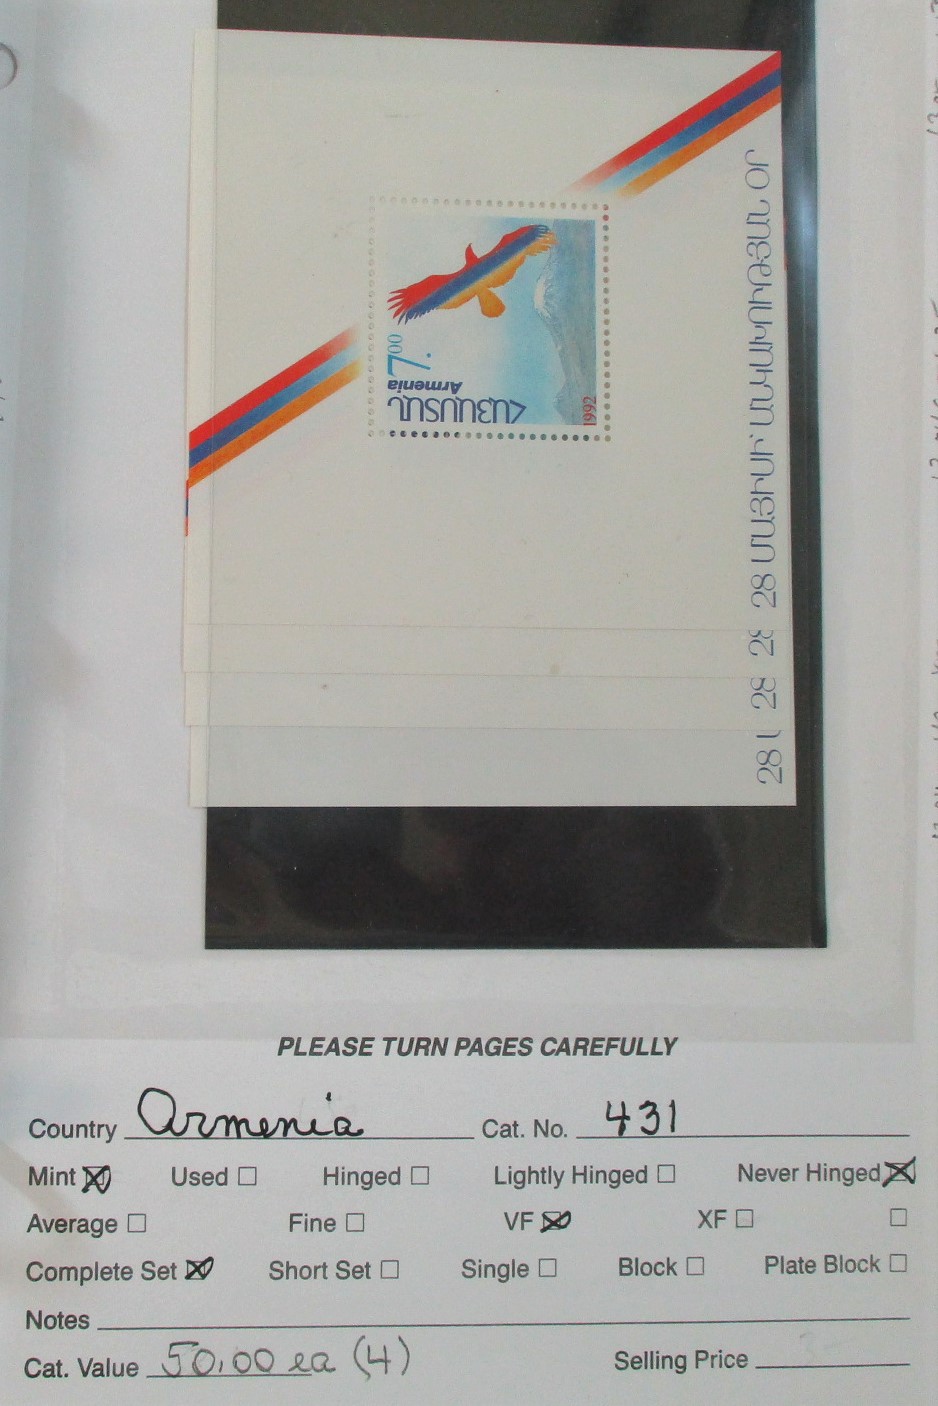 28 ՄԱՅԻՍԻ ԱՆԿԱԽՈՒԹՅԱՆ ՕՐ
28
28
28
7.00
Armenia
ՀԱՅԱՍՏԱՆ
1992
PLEASE TURN PAGES CAREFULLY
Country Armenia Cat. No. 431
Mint Used Hinged Lightly Hinged Never Hinged
Average Fine VF XF
Complete Set Short Set Single Block Plate Block
Notes
Cat. Value 50.00 ea (4) Selling Price